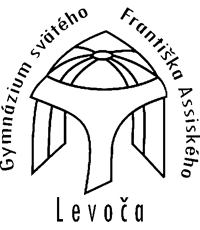 Gymnázium svätého
Františka Assiského
Levoča